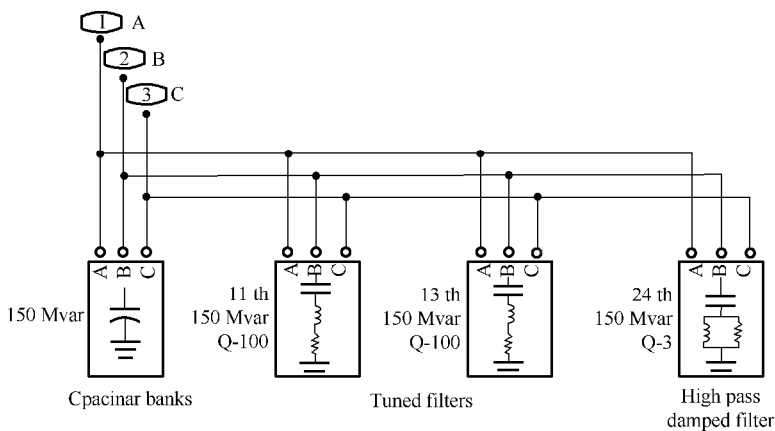 1 A
2 B
3 C
A B C
A B C
A B C
A B C
150 Mvar
11 th
150 Mvar
Q-100
13 th
150 Mvar
Q-100
24 th
150 Mvar
Q-3
Cpacinar banks
Tuned filters
High pass
damped filter